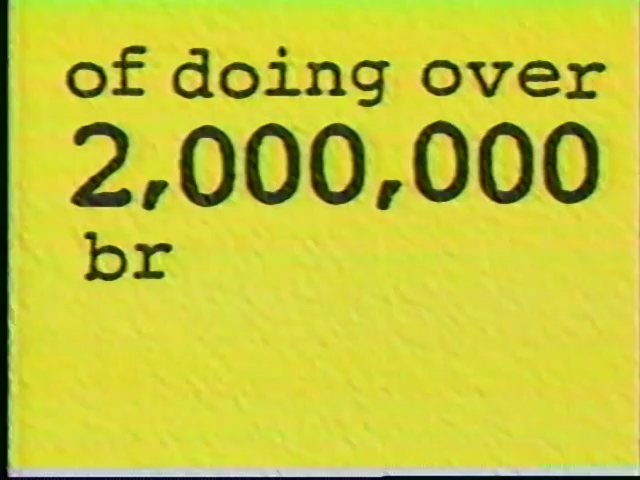 of doing over
2,000,000
br